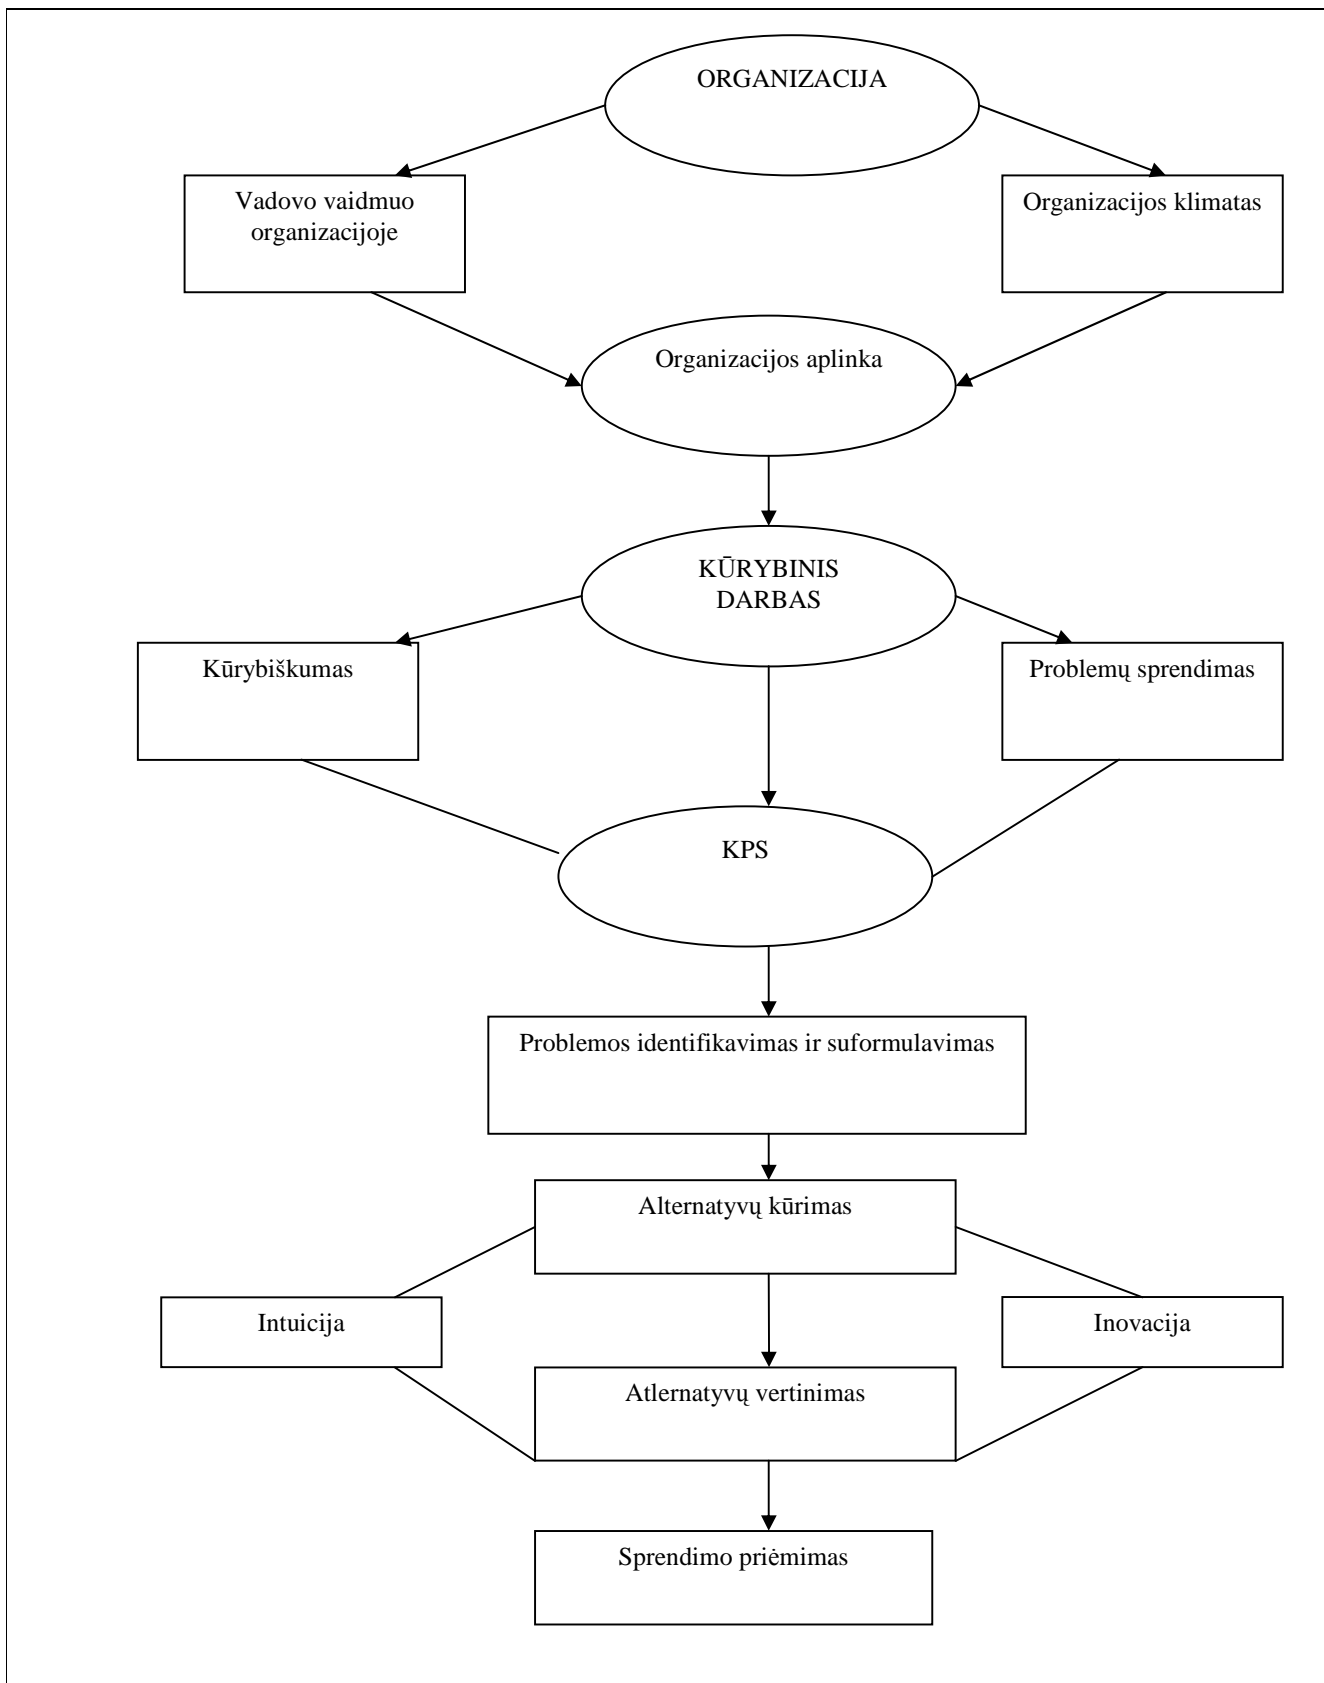 ORGANIZACIJA
Vadovo vaidmuo
organizacijoje
Organizacijos klimatas
Organizacijos aplinka
KŪRYBINIS
DARBAS
Kūrybiškumas
Problemų sprendimas
KPS
Problemos identifikavimas ir suformulavimas
Alternatyvų kūrimas
Intuicija
Inovacija
Atlernatyvų vertinimas
Sprendimo priėmimas